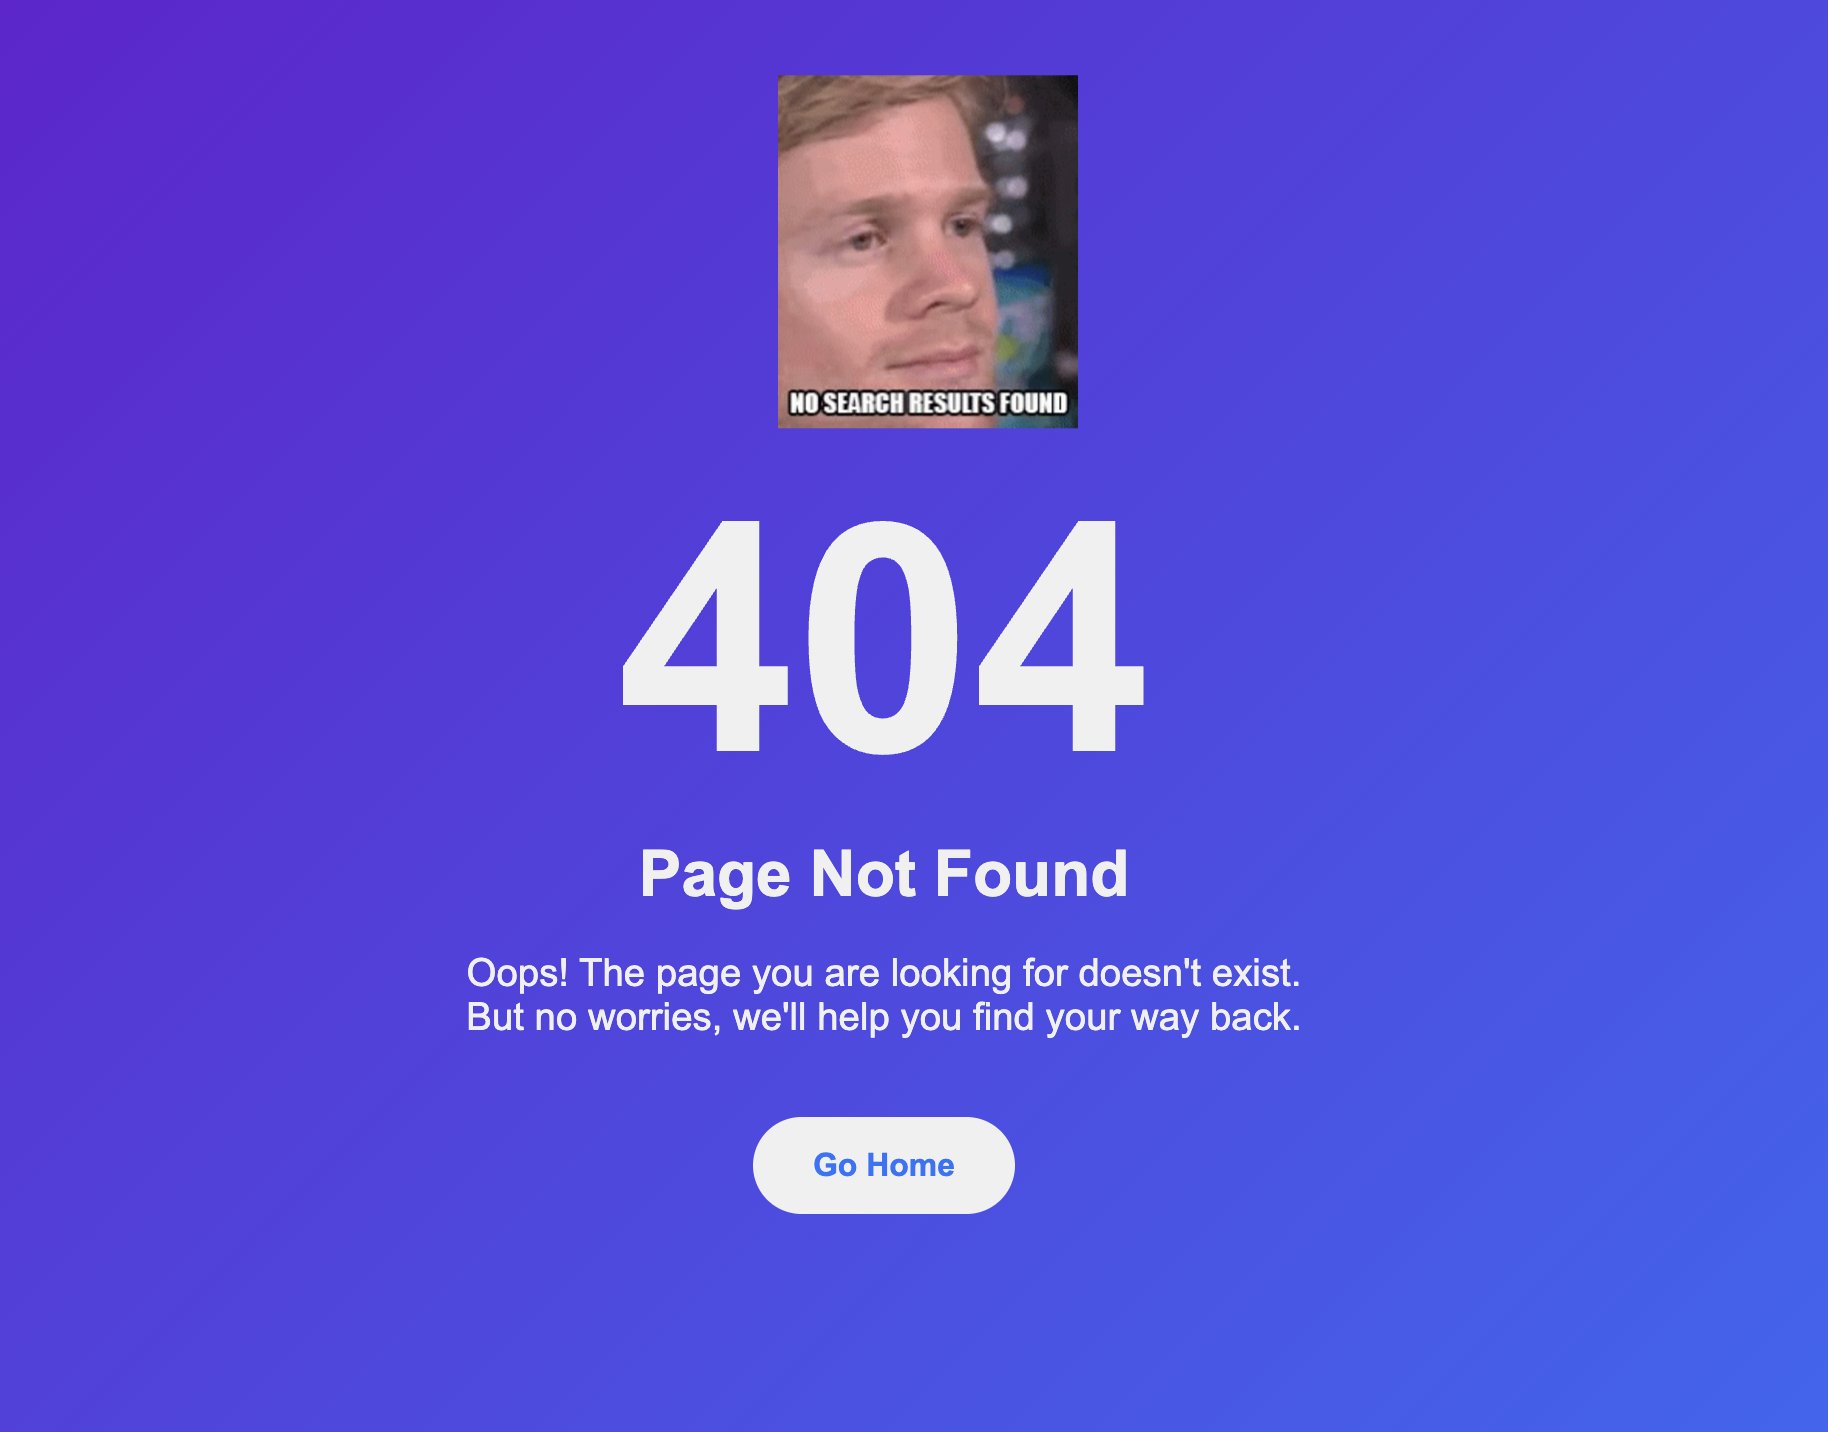 NO SEARCH RESULTS FOUND
404
Page Not Found
Oops! The page you are looking for doesn't exist.
But no worries, we'll help you find your way back.
Go Home